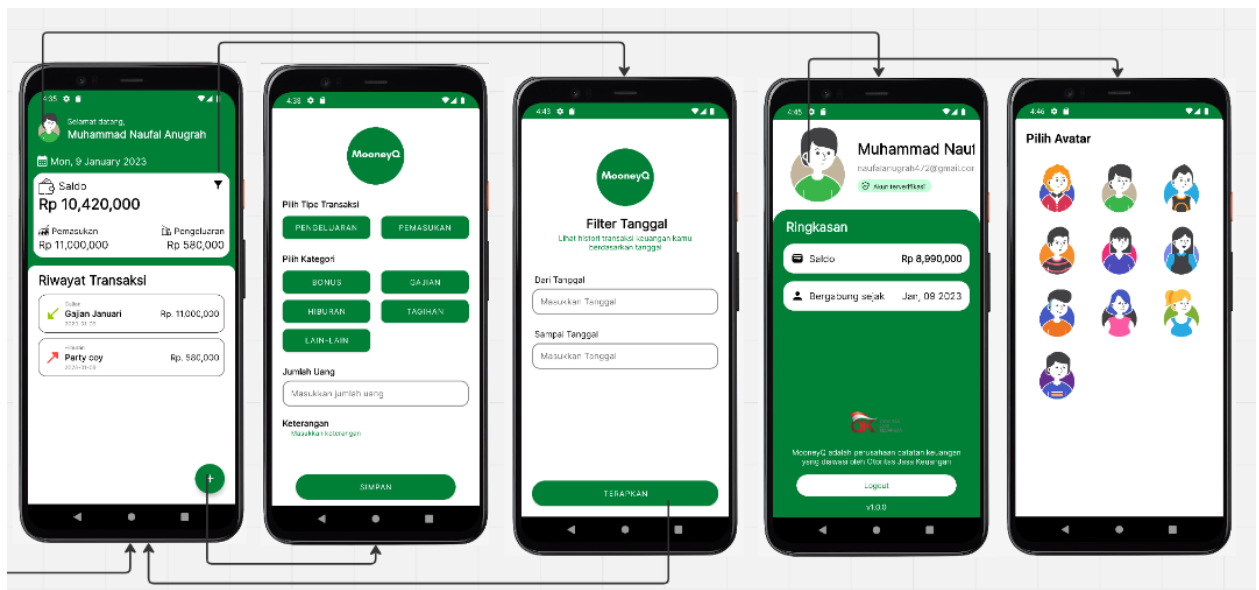 4:35
Selamat datang,
Muhammad Naufal Anugrah
Mon, 9 January 2023
Saldo
Rp 10,420,000
Pemasukan
Pengeluaran
Rp 11,000,000
Rp 580,000
Riwayat Transaksi
Gajian
Gajian Januari
Rp. 11,000,000
Hiburan
Party coy
Rp. 580,000
+
4:38
MooneyQ
Pilih Tipe Transaksi
PENGELUARAN
PEMASUKAN
Pilih Kategori
BONUS
GAJIAN
HIBURAN
TAGIHAN
LAIN-LAIN
Jumlah Uang
Masukkan jumlah uang
Keterangan
Masukkan keterangan
SIMPAN
4:43
MooneyQ
Filter Tanggal
Lihat histori transaksi keuangan kamu
berdasarkan tanggal
Dari Tanggal
Masukkan Tanggal
Sampai Tanggal
Masukkan Tanggal
TERAPKAN
4:45
Muhammad Nauf
naufalanugrah472@gmail.com
Akun terverifikasi
Ringkasan
Saldo
Rp 8,990,000
Bergabung sejak
Jan, 09 2023
MooneyQ adalah perusahaan catatan keuangan
yang diawasi oleh Otoritas Jasa Keuangan
Logout
v1.0.0
4:46
Pilih Avatar